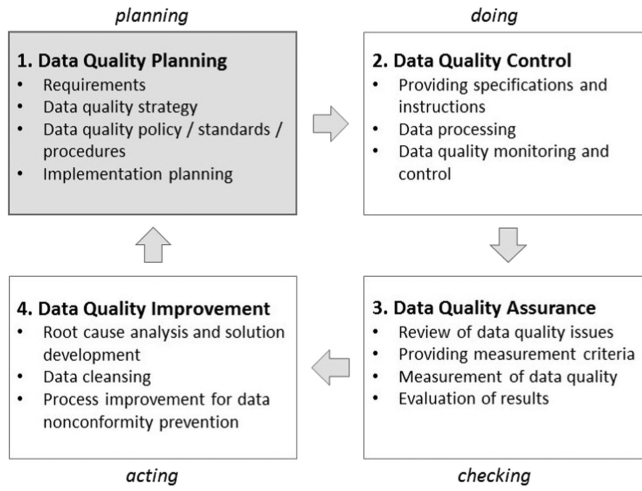 planning
doing
1. Data Quality Planning
• Requirements
• Data quality strategy
• Data quality policy / standards /
procedures
• Implementation planning
2. Data Quality Control
• Providing specifications and
instructions
• Data processing
• Data quality monitoring and
control
4. Data Quality Improvement
• Root cause analysis and solution
development
• Data cleansing
• Process improvement for data
nonconformity prevention
3. Data Quality Assurance
• Review of data quality issues
• Providing measurement criteria
• Measurement of data quality
• Evaluation of results
acting
checking